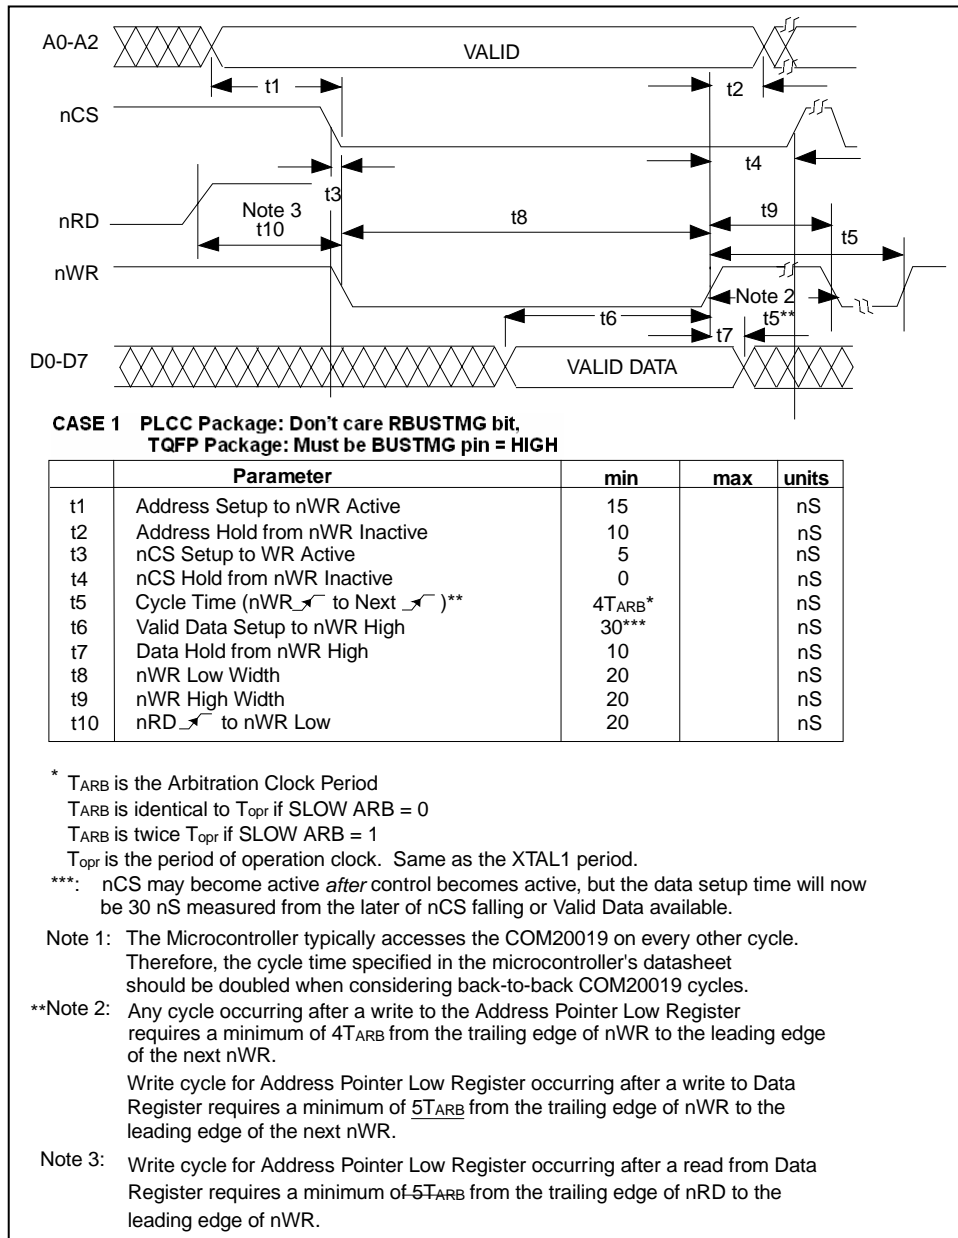 A0-A2
VALID
t1
t2
nCS
t4
t3
nRD
Note 3
t10
t8
t9
t5
nWR
Note 2
t5**
t6
t7
D0-D7
VALID DATA
CASE 1 PLCC Package: Don't care RBUSTMG bit,
TQFP Package: Must be BUSTMG pin = HIGH
Parameter min max units
t1 Address Setup to nWR Active 15 nS
t2 Address Hold from nWR Inactive 10 nS
t3 nCS Setup to WR Active 5 nS
t4 nCS Hold from nWR Inactive 0 nS
t5 Cycle Time (nWR to Next )** 4TARB* nS
t6 Valid Data Setup to nWR High 30*** nS
t7 Data Hold from nWR High 10 nS
t8 nWR Low Width 20 nS
t9 nWR High Width 20 nS
t10 nRD to nWR Low 20 nS
* TARB is the Arbitration Clock Period
TARB is identical to Topr if SLOW ARB = 0
TARB is twice Topr if SLOW ARB = 1
Topr is the period of operation clock. Same as the XTAL1 period.
***: nCS may become active after control becomes active, but the data setup time will now
be 30 nS measured from the later of nCS falling or Valid Data available.
Note 1: The Microcontroller typically accesses the COM20019 on every other cycle.
Therefore, the cycle time specified in the microcontroller's datasheet
should be doubled when considering back-to-back COM20019 cycles.
**Note 2: Any cycle occurring after a write to the Address Pointer Low Register
requires a minimum of 4TARB from the trailing edge of nWR to the leading edge
of the next nWR.
Write cycle for Address Pointer Low Register occurring after a write to Data
Register requires a minimum of 5TARB from the trailing edge of nWR to the
leading edge of the next nWR.
Note 3: Write cycle for Address Pointer Low Register occurring after a read from Data
Register requires a minimum of 5TARB from the trailing edge of nRD to the
leading edge of nWR.